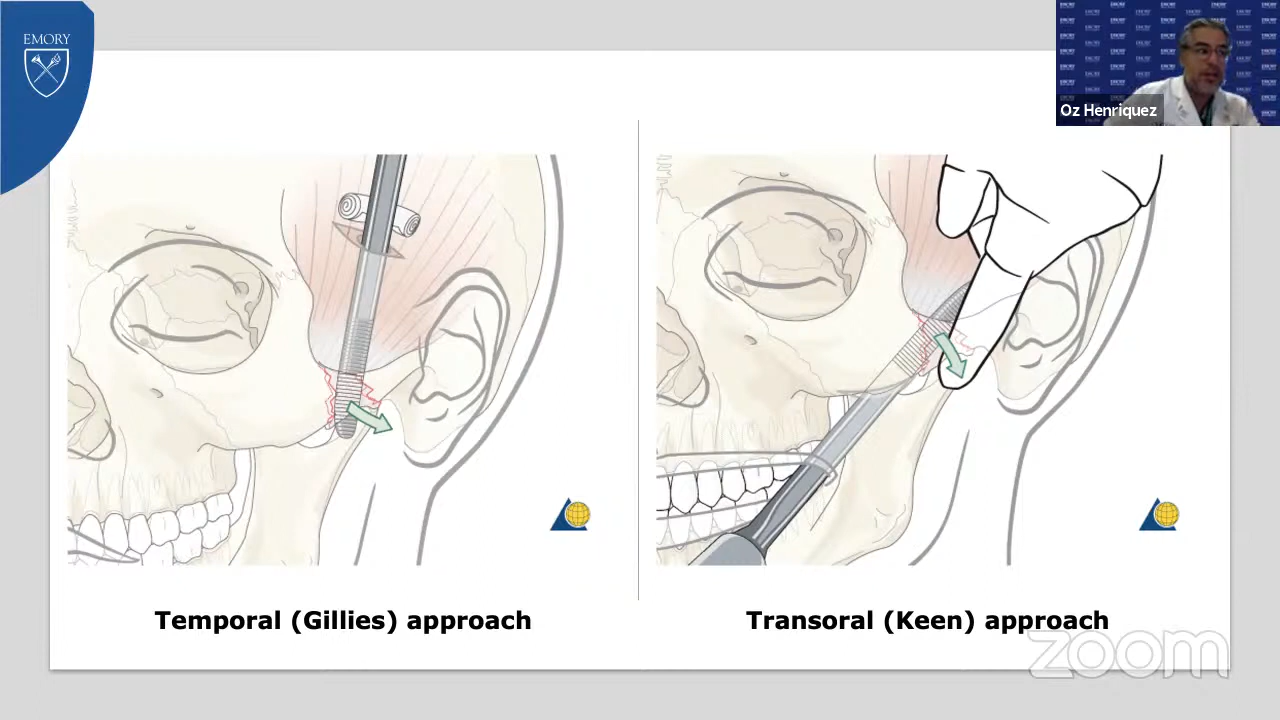 EMORY
Oz Henriquez
Temporal (Gillies) approach
Transoral (Keen) approach
zoom